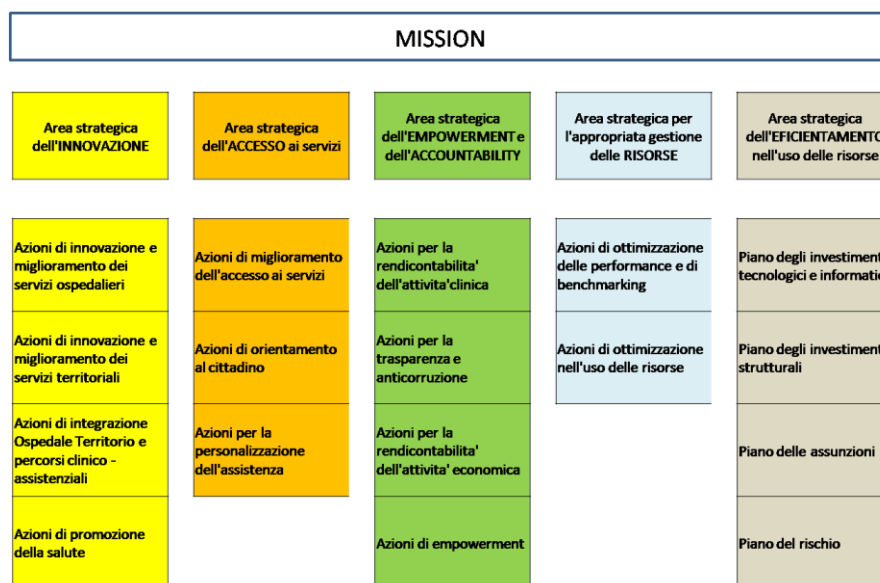 MISSION
Area strategica
dell'INNOVAZIONE
Area strategica
dell'ACCESSO ai servizi
Area strategica
dell'EMPOWERMENT e
dell'ACCOUNTABILITY
Area strategica per
l'appropriata gestione
delle RISORSE
Area strategica
dell'EFICIENTAMENTO
nell'uso delle risorse
Azioni di innovazione e
miglioramento dei
servizi ospedalieri
Azioni di miglioramento
dell'accesso ai servizi
Azioni per la
rendicontabilita'
dell'attivita'clinica
Azioni di ottimizzazione
delle performance e di
benchmarking
Piano degli investiment
tecnologici e informatic
Azioni di innovazione e
miglioramento dei
servizi territoriali
Azioni di orientamento
al cittadino
Azioni per la
trasparenza e
anticorruzione
Azioni di ottimizzazione
nell'uso delle risorse
Piano degli investiment
strutturali
Azioni di integrazione
Ospedale Territorio e
percorsi clinico -
assistenziali
Azioni per la
personalizzazione
dell'assistenza
Azioni per la
rendicontabilita'
dell'attivita' economica
Piano delle assunzioni
Azioni di promozione
della salute
Azioni di empowerment
Piano del rischio